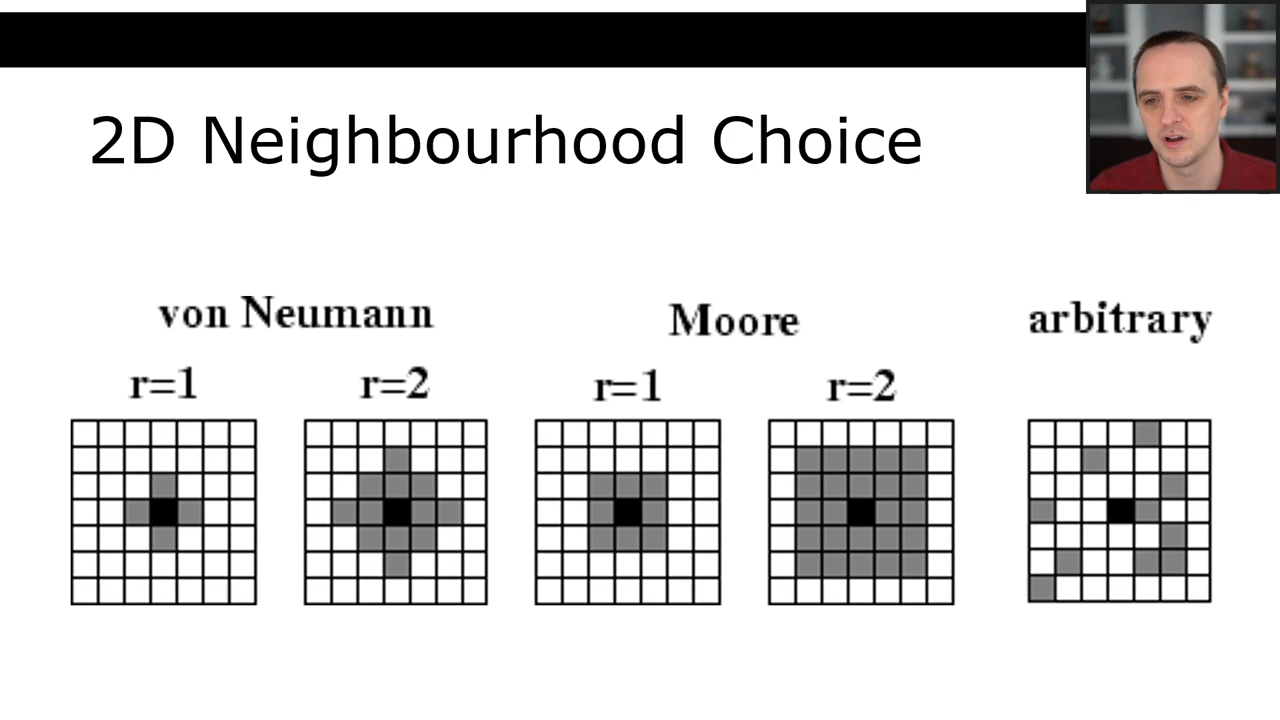 2D Neighbourhood Choice
von Neumann
Moore
arbitrary
r=1
r=2
r=1
r=2